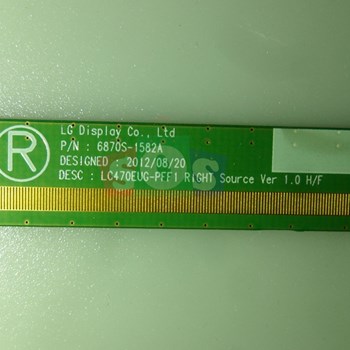 R
LG Display Co., Ltd
P/N : 6870S-1582A
DESIGNED : 2012/08/20
DESC : LC470EUG-PFF1 RIGHT Source Ver 1.0 H/F